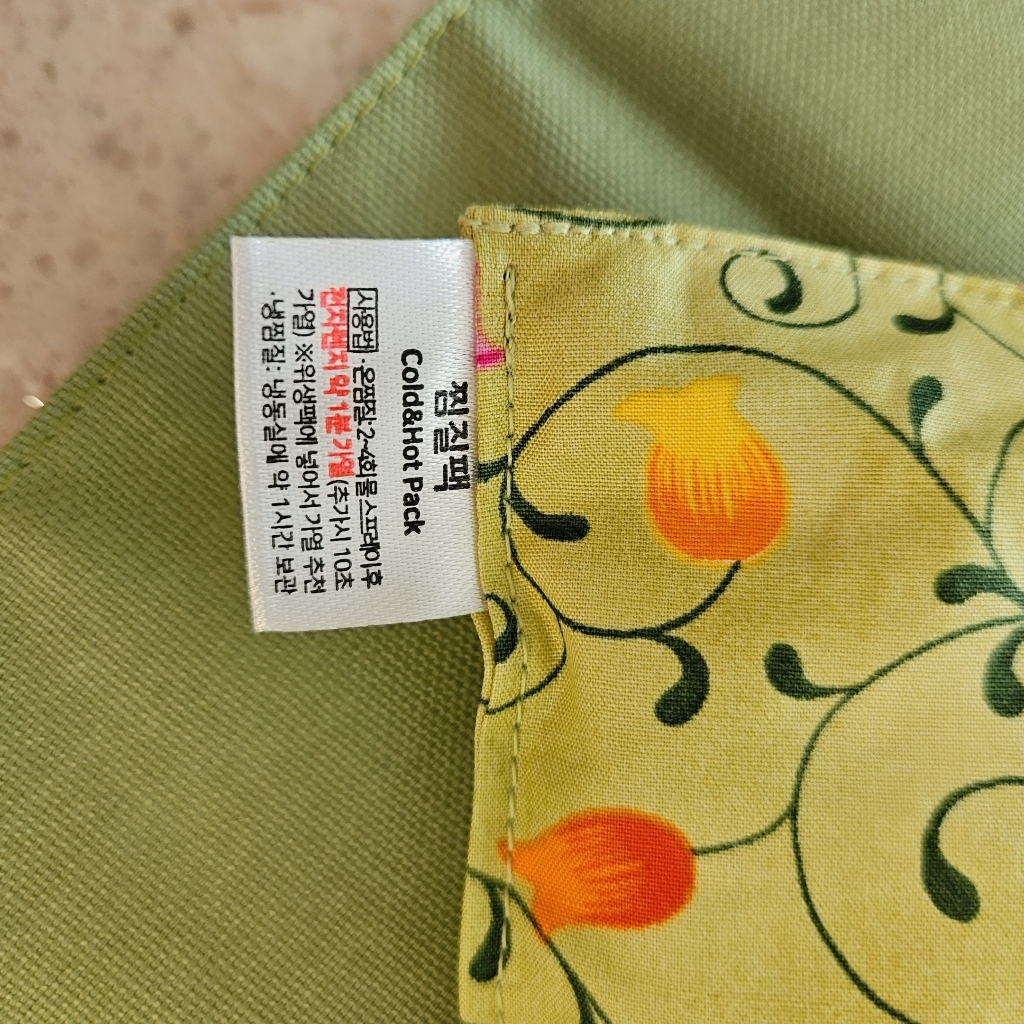 찜질팩
Cold&Hot Pack
사용법 ·온찜질:2~4회 물스프레이후
전자렌지 약 1분 가열(추가시 10초
가열) ※위생팩에 넣어서 가열 추천
·냉찜질: 냉동실에 약 1시간 보관